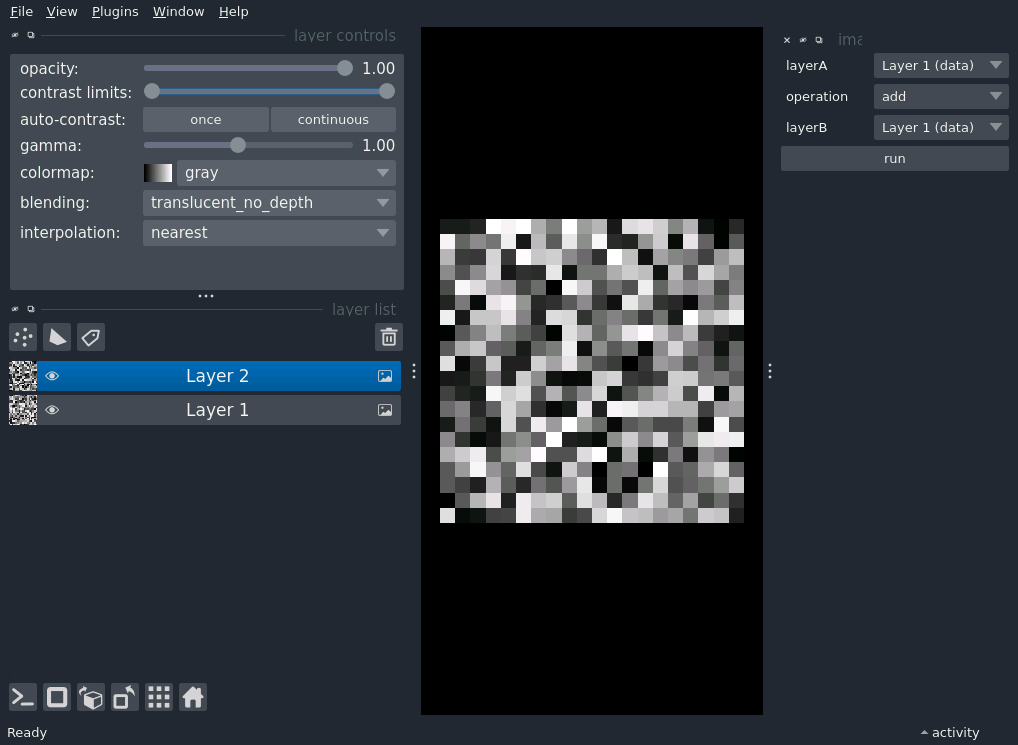 File View Plugins Window Help
layer controls
opacity: 1.00
contrast limits:
auto-contrast: once continuous
gamma: 1.00
colormap: gray
blending: translucent_no_depth
interpolation: nearest
layer list
Layer 2
Layer 1
layerA Layer 1 (data)
operation add
layerB Layer 1 (data)
run
Ready
activity